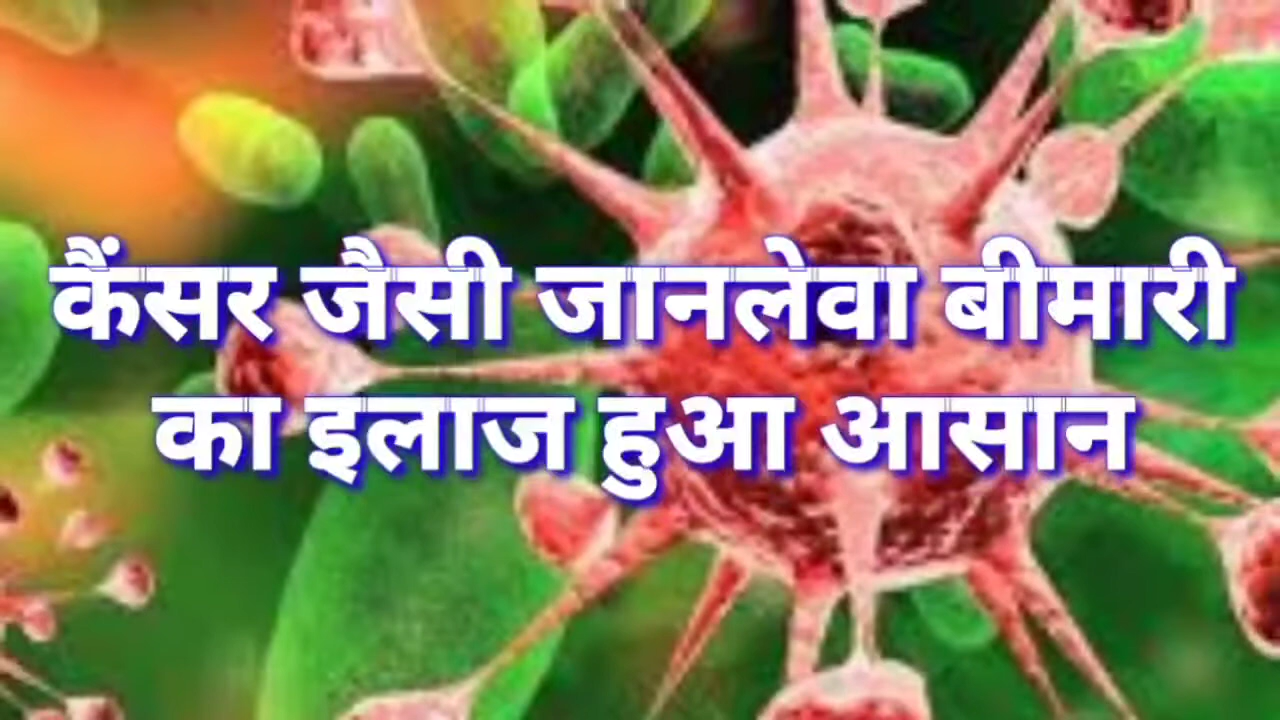 कैंसर जैसी जानलेवा बीमारी
का इलाज हुआ आसान